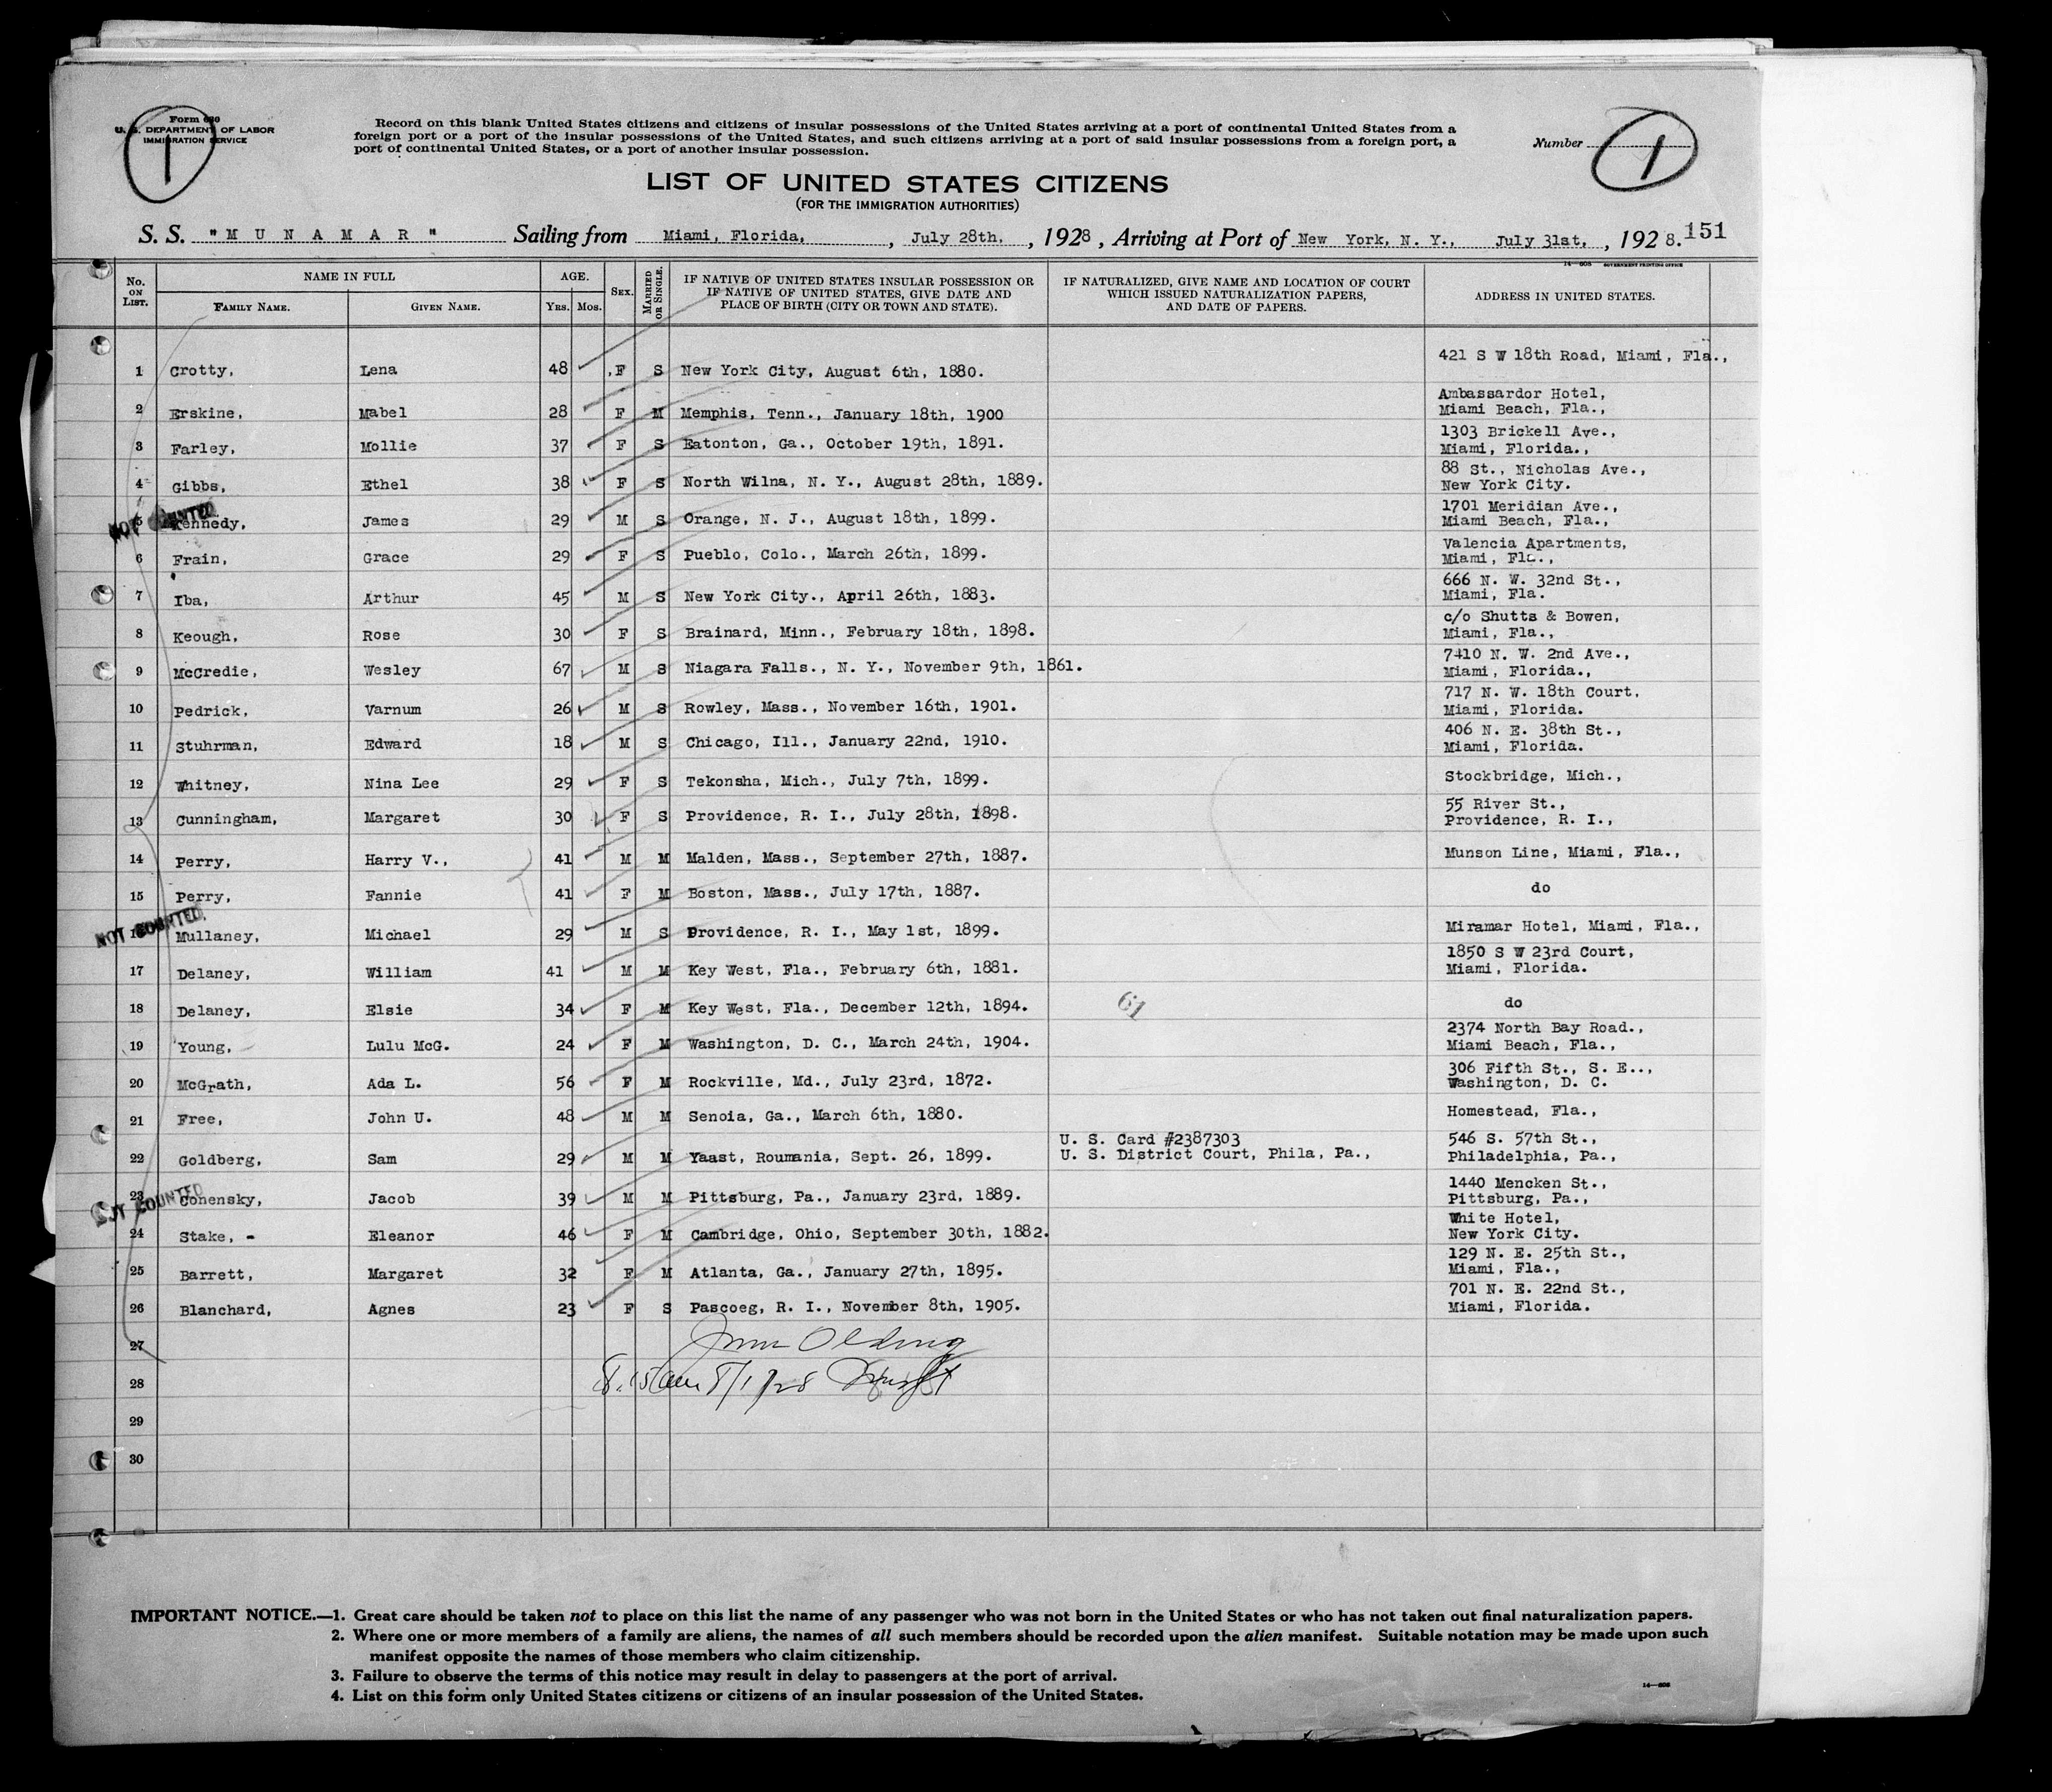 Form 630
U. S. DEPARTMENT OF LABOR
IMMIGRATION SERVICE
1
Record on this blank United States citizens and citizens of insular possessions of the United States arriving at a port of continental United States from a
foreign port or a port of the insular possessions of the United States, and such citizens arriving at a port of said insular possessions from a foreign port, a
port of continental United States, or a port of another insular possession.
Number 1
LIST OF UNITED STATES CITIZENS
(FOR THE IMMIGRATION AUTHORITIES)
S. S. "MUNAMAR" Sailing from Miami, Florida, , July 28th, , 1928 , Arriving at Port of New York, N. Y., July 31st, , 1928. 151
14—608 GOVERNMENT PRINTING OFFICE
No. ON LIST. NAME IN FULL AGE. SEX. MARRIED OR SINGLE. IF NATIVE OF UNITED STATES INSULAR POSSESSION OR IF NATIVE OF UNITED STATES, GIVE DATE AND PLACE OF BIRTH (CITY OR TOWN AND STATE). IF NATURALIZED, GIVE NAME AND LOCATION OF COURT WHICH ISSUED NATURALIZATION PAPERS, AND DATE OF PAPERS. ADDRESS IN UNITED STATES.
FAMILY NAME. GIVEN NAME. YRS. MOS.
1 Crotty, Lena 48 F S New York City, August 6th, 1880. 421 S W 18th Road, Miami, Fla.,
2 Erskine, Mabel 28 F M Memphis, Tenn., January 18th, 1900 Ambassardor Hotel, Miami Beach, Fla.,
3 Farley, Mollie 37 F S Eatonton, Ga., October 19th, 1891. 1303 Brickell Ave., Miami, Florida.,
4 Gibbs, Ethel 38 F S North Wilna, N. Y., August 28th, 1889. 88 St., Nicholas Ave., New York City.
NOT COUNTED
5 Kennedy, James 29 M S Orange, N. J., August 18th, 1899. 1701 Meridian Ave., Miami Beach, Fla.,
6 Frain, Grace 29 F S Pueblo, Colo., March 26th, 1899. Valencia Apartments, Miami, Fla.,
7 Iba, Arthur 45 M S New York City., April 26th, 1883. 666 N. W. 32nd St., Miami, Fla.
8 Keough, Rose 30 F S Brainard, Minn., February 18th, 1898. c/o Shutts & Bowen, Miami, Fla.,
9 McCredie, Wesley 67 M S Niagara Falls., N. Y., November 9th, 1861. 7410 N. W. 2nd Ave., Miami, Florida.,
10 Pedrick, Varnum 26 M S Rowley, Mass., November 16th, 1901. 717 N. W. 18th Court, Miami, Florida.
11 Stuhrman, Edward 18 M S Chicago, Ill., January 22nd, 1910. 406 N. E. 38th St., Miami, Florida.
12 Whitney, Nina Lee 29 F S Tekonsha, Mich., July 7th, 1899. Stockbridge, Mich.,
13 Cunningham, Margaret 30 F S Providence, R. I., July 28th, 1898. 55 River St., Providence, R. I.,
14 Perry, Harry V., 41 M M Malden, Mass., September 27th, 1887. Munson Line, Miami, Fla.,
15 Perry, Fannie 41 F M Boston, Mass., July 17th, 1887. do
NOT COUNTED
16 Mullaney, Michael 29 M S Providence, R. I., May 1st, 1899. Miramar Hotel, Miami, Fla.,
17 Delaney, William 41 M M Key West, Fla., February 6th, 1881. 1850 S W 23rd Court, Miami, Florida.
18 Delaney, Elsie 34 F M Key West, Fla., December 12th, 1894. 61 do
19 Young, Lulu McG. 24 F M Washington, D. C., March 24th, 1904. 2374 North Bay Road., Miami Beach, Fla.,
20 McGrath, Ada L. 56 F M Rockville, Md., July 23rd, 1872. 306 Fifth St., S. E.., Washington, D. C.
21 Free, John U. 48 M M Senoia, Ga., March 6th, 1880. Homestead, Fla.,
22 Goldberg, Sam 29 M M Yaast, Roumania, Sept. 26, 1899. U. S. Card #2387303 U. S. District Court, Phila, Pa., 546 S. 57th St., Philadelphia, Pa.,
NOT COUNTED
23 Cohensky, Jacob 39 M M Pittsburg, Pa., January 23rd, 1889. 1440 Mencken St., Pittsburg, Pa.,
24 Stake, - Eleanor 46 F M Cambridge, Ohio, September 30th, 1882. White Hotel, New York City.
25 Barrett, Margaret 32 F M Atlanta, Ga., January 27th, 1895. 129 N. E. 25th St., Miami, Fla.,
26 Blanchard, Agnes 23 F S Pascoeg, R. I., November 8th, 1905. 701 N. E. 22nd St., Miami, Florida.
27
28 8.15 am 8/1/28
29
30
IMPORTANT NOTICE.—1. Great care should be taken not to place on this list the name of any passenger who was not born in the United States or who has not taken out final naturalization papers.
2. Where one or more members of a family are aliens, the names of all such members should be recorded upon the alien manifest. Suitable notation may be made upon such
manifest opposite the names of those members who claim citizenship.
3. Failure to observe the terms of this notice may result in delay to passengers at the port of arrival.
4. List on this form only United States citizens or citizens of an insular possession of the United States.
14—608